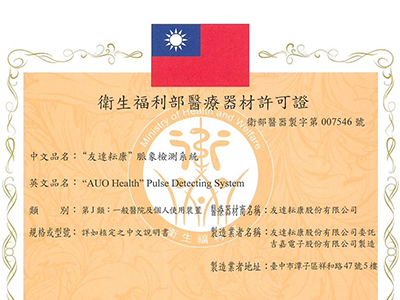 衛生福利部醫療器材許可證
衛部醫器製字第 007546 號
Ministry of Health and Welfare
中文品名：“友達耘康”脈象檢測系統
英文品名：“AUO Health” Pulse Detecting System
類　別：第J類：一般醫院及個人使用裝置　醫療器材商名稱：友達耘康股份有限公司
規格或型號：詳如核定之中文說明書　製造業者名稱：友達耘康股份有限公司委託
吉嘉電子股份有限公司製造
衛生福利部
製造業者地址：臺中市潭子區祥和路47號5樓